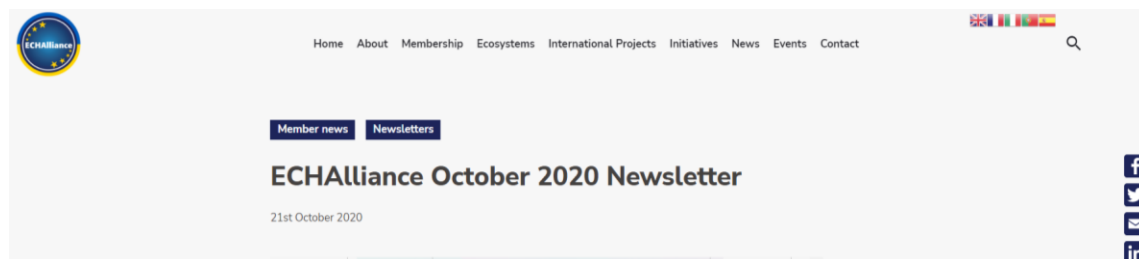 ECHAlliance
Home About Membership Ecosystems International Projects Initiatives News Events Contact
Member news Newsletters
ECHAlliance October 2020 Newsletter
21st October 2020